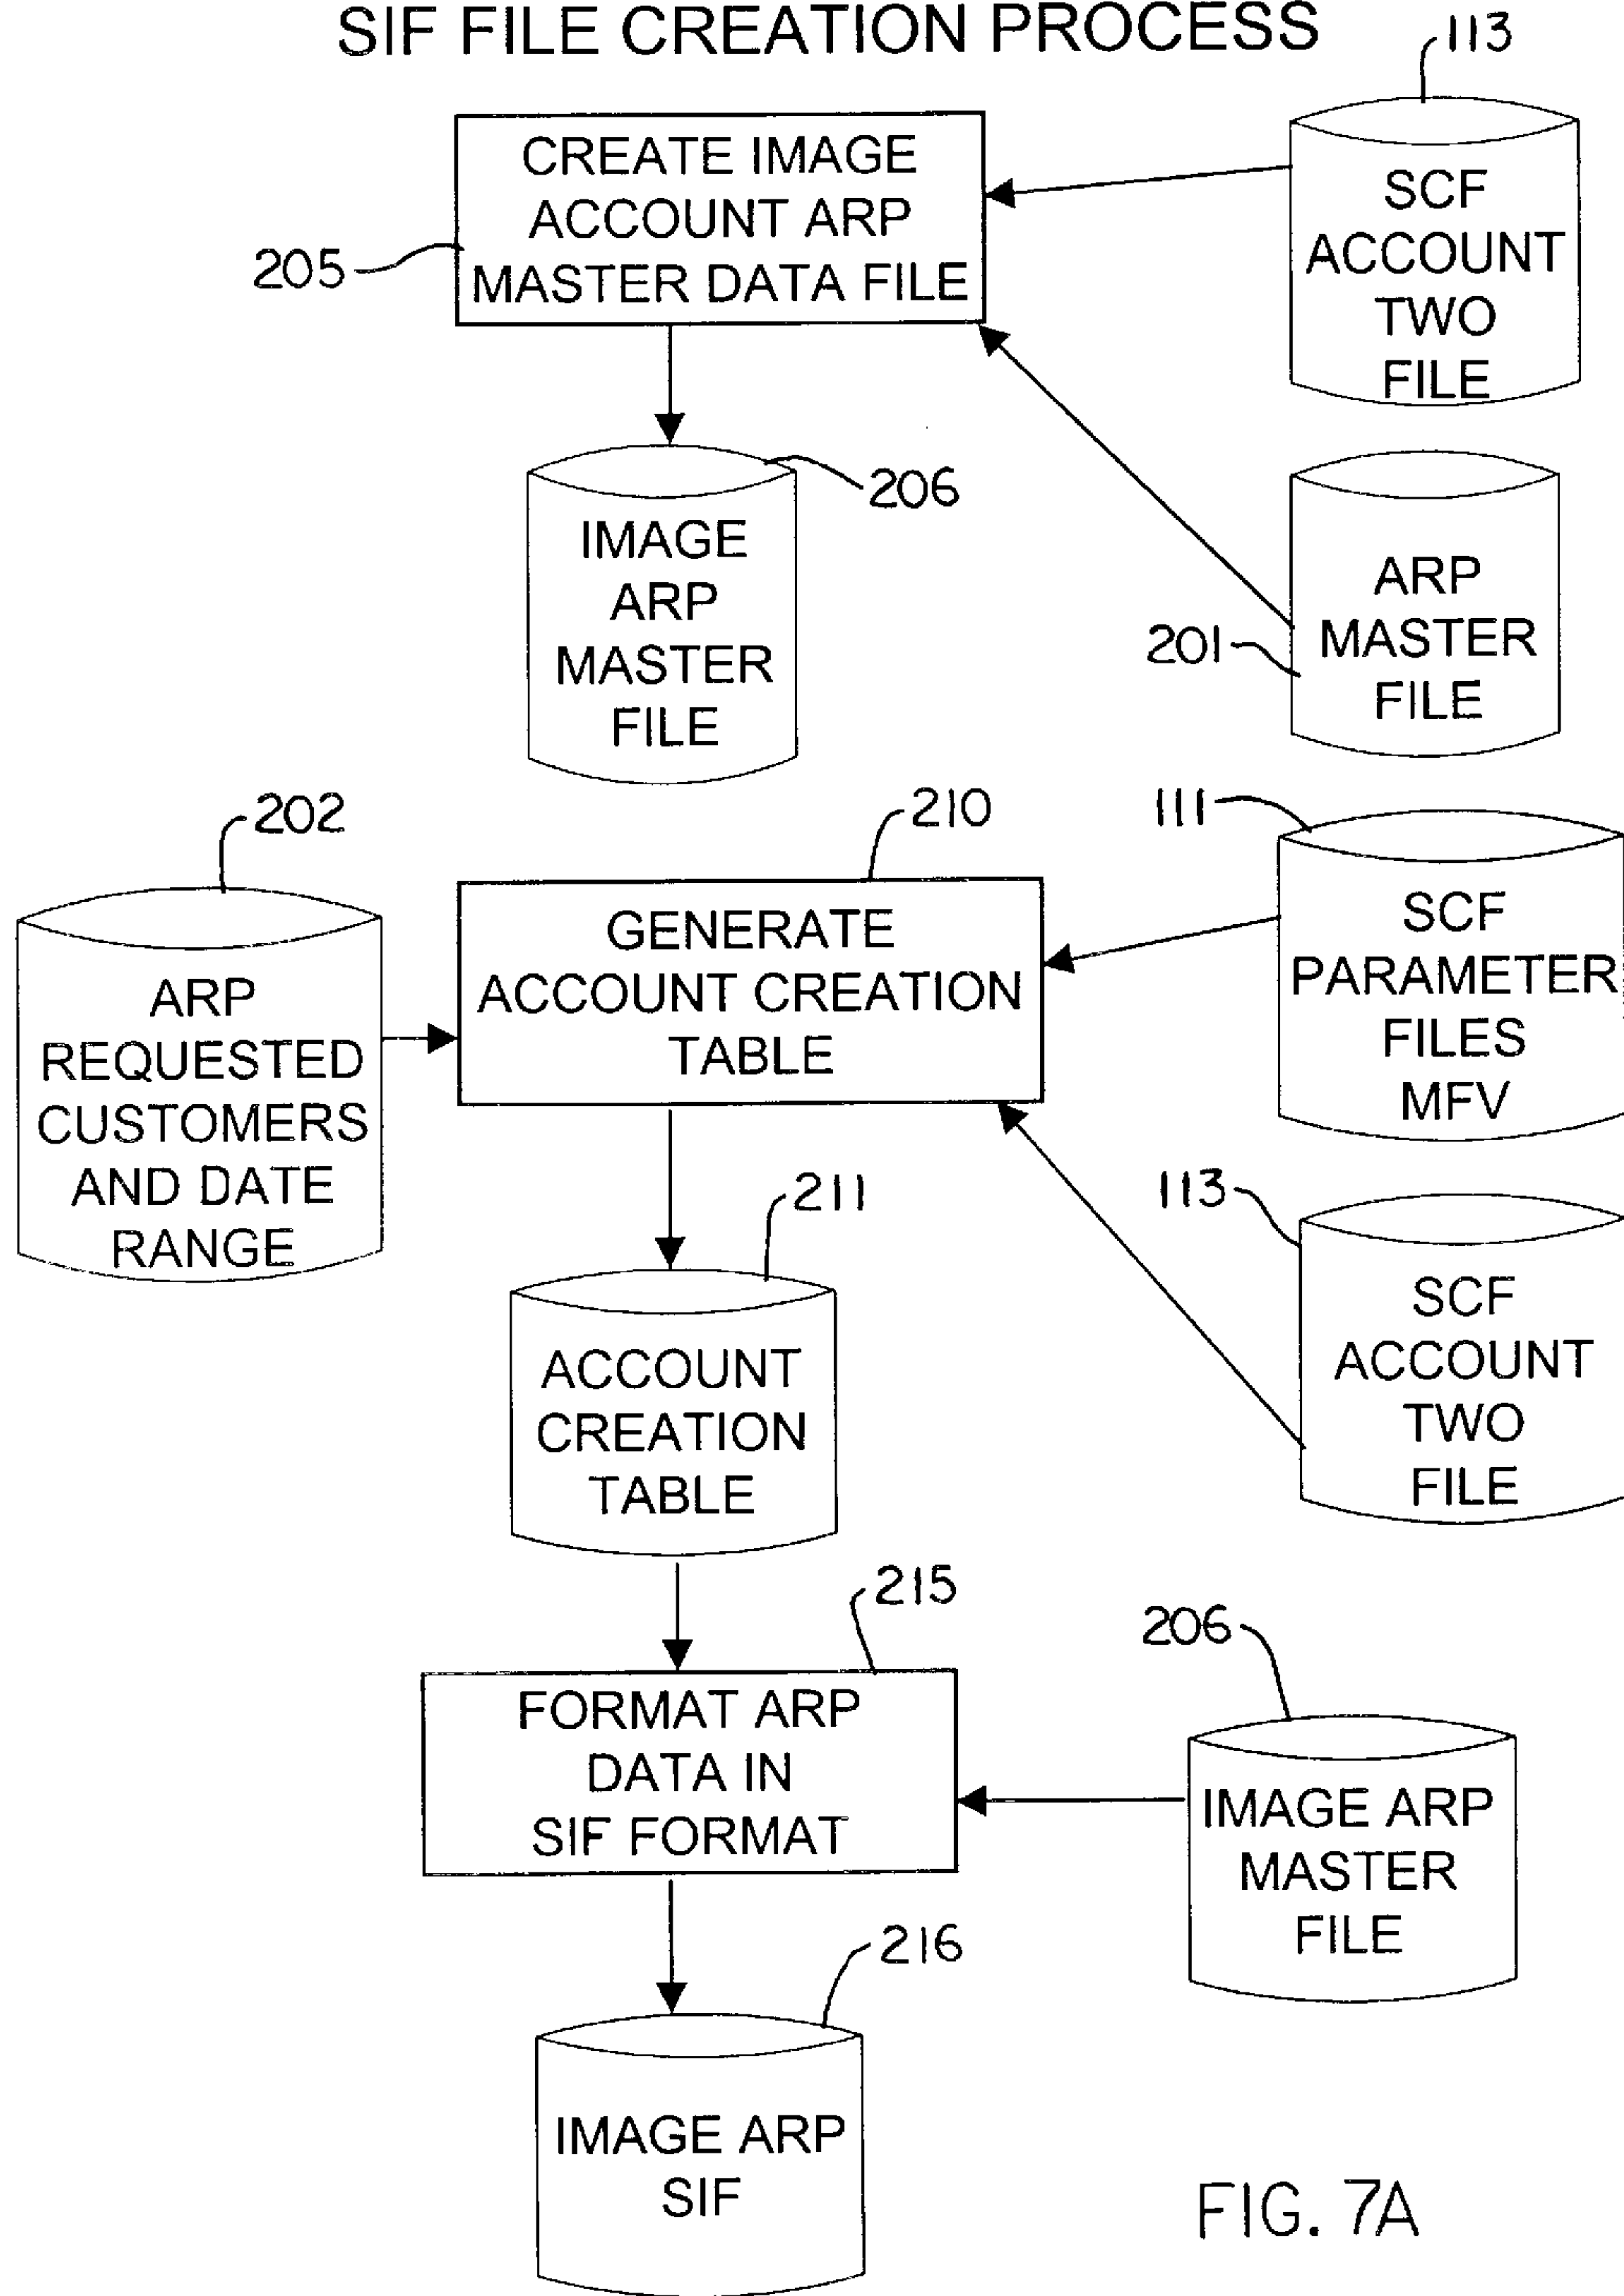 SIF FILE CREATION PROCESS
113
CREATE IMAGE
ACCOUNT ARP
MASTER DATA FILE
205
SCF
ACCOUNT
TWO
FILE
206
IMAGE
ARP
MASTER
FILE
ARP
MASTER
FILE
201
202
210
111
ARP
REQUESTED
CUSTOMERS
AND DATE
RANGE
GENERATE
ACCOUNT CREATION
TABLE
SCF
PARAMETER
FILES
MFV
211
113
ACCOUNT
CREATION
TABLE
SCF
ACCOUNT
TWO
FILE
215
206
FORMAT ARP
DATA IN
SIF FORMAT
IMAGE ARP
MASTER
FILE
216
IMAGE ARP
SIF
FIG. 7A